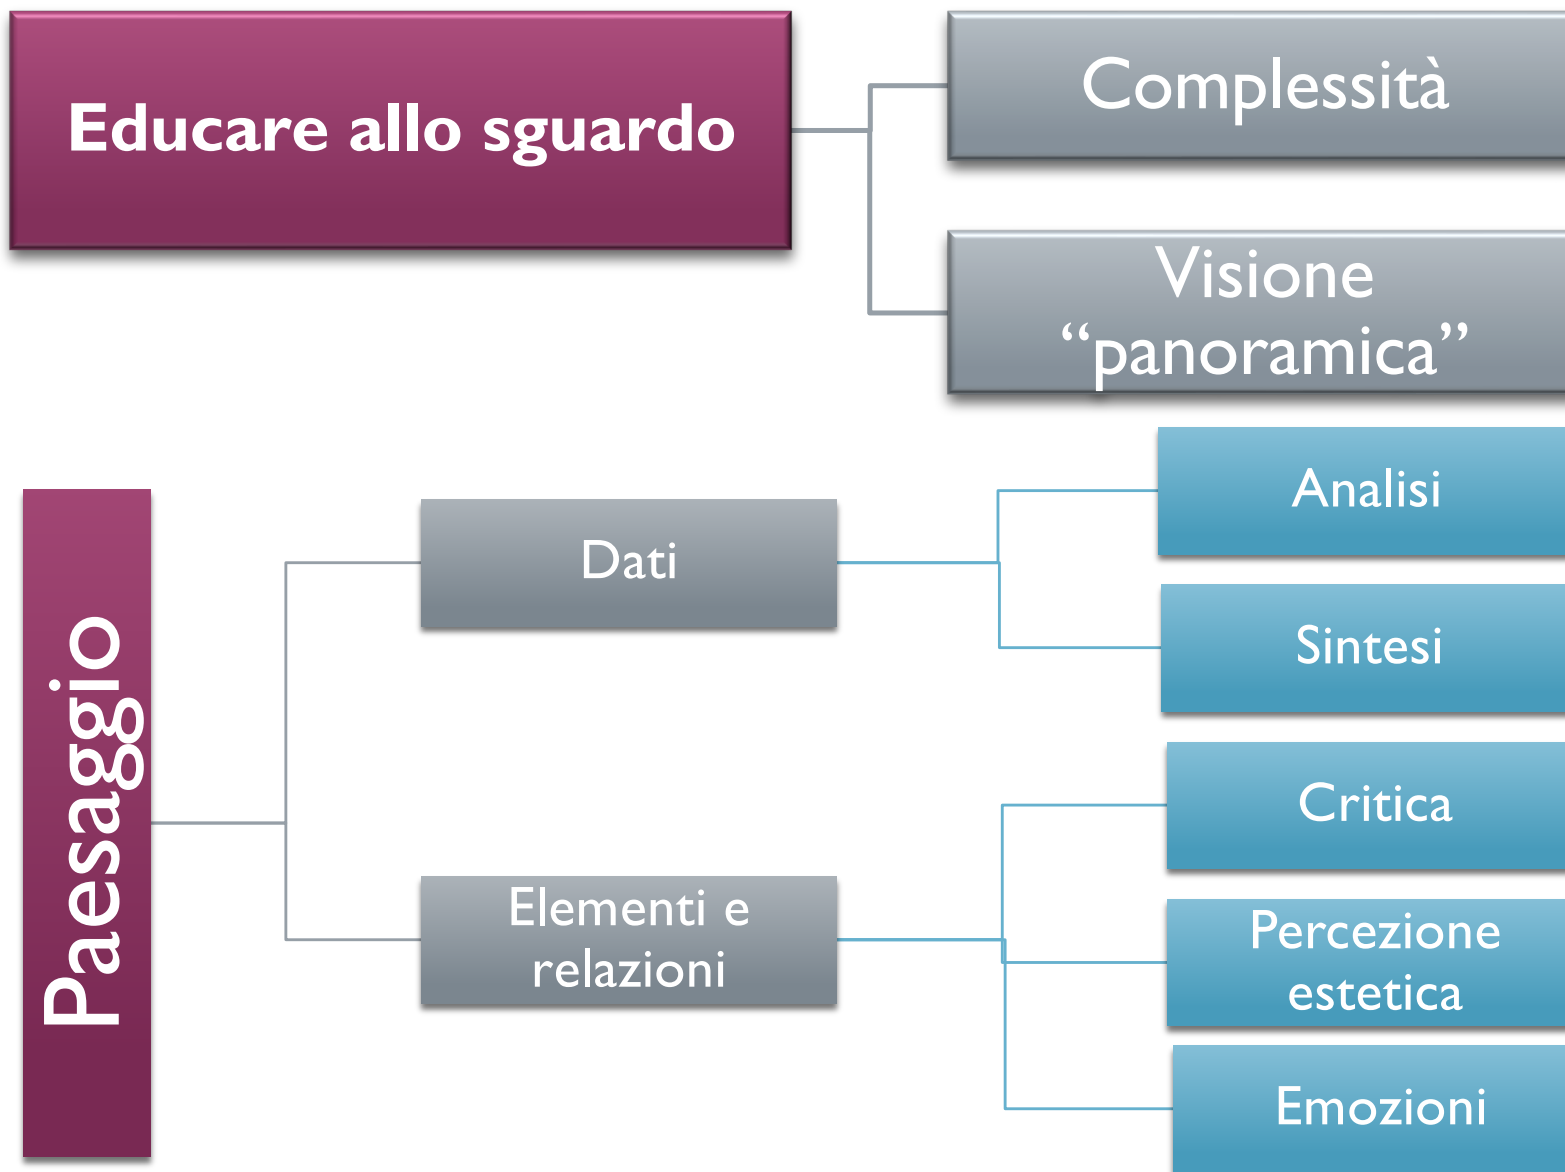 Educare allo sguardo
Complessità
Visione
“panoramica”
Paesaggio
Dati
Analisi
Sintesi
Elementi e
relazioni
Critica
Percezione
estetica
Emozioni